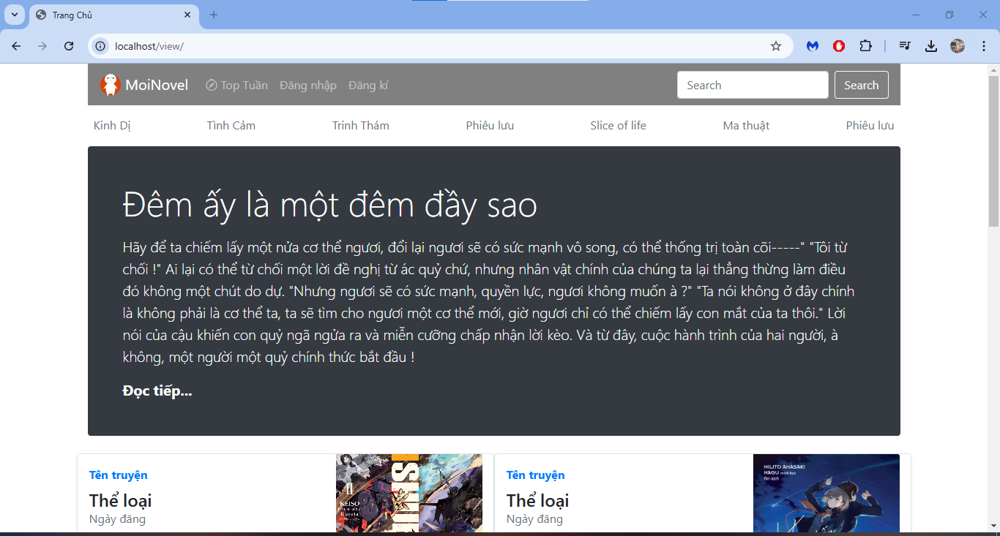 Trang Chủ
localhost/view/
MoiNovel Top Tuần Đăng nhập Đăng kí Search Search
Kinh Dị Tình Cảm Trinh Thám Phiêu lưu Slice of life Ma thuật Phiêu lưu
Đêm ấy là một đêm đầy sao
Hãy để ta chiếm lấy một nửa cơ thể ngươi, đổi lại ngươi sẽ có sức mạnh vô song, có thể thống trị toàn cõi-----" "Tôi từ
chối !" Ai lại có thể từ chối một lời đề nghị từ ác quỷ chứ, nhưng nhân vật chính của chúng ta lại thẳng thừng làm điều
đó không một chút do dự. "Nhưng ngươi sẽ có sức mạnh, quyền lực, ngươi không muốn à ?" "Ta nói không ở đây chính
là không phải là cơ thể ta, ta sẽ tìm cho ngươi một cơ thể mới, giờ ngươi chỉ có thể chiếm lấy con mắt của ta thôi." Lời
nói của cậu khiến con quỷ ngã ngửa ra và miễn cưỡng chấp nhận lời kèo. Và từ đây, cuộc hành trình của hai người, à
không, một người một quỷ chính thức bắt đầu !
Đọc tiếp...
Tên truyện
Thể loại
Ngày đăng
II
KEISO
Kureta
Tên truyện
Thể loại
Ngày đăng
MILITO AMASAKI
NAGU minh họa
Rei dịch